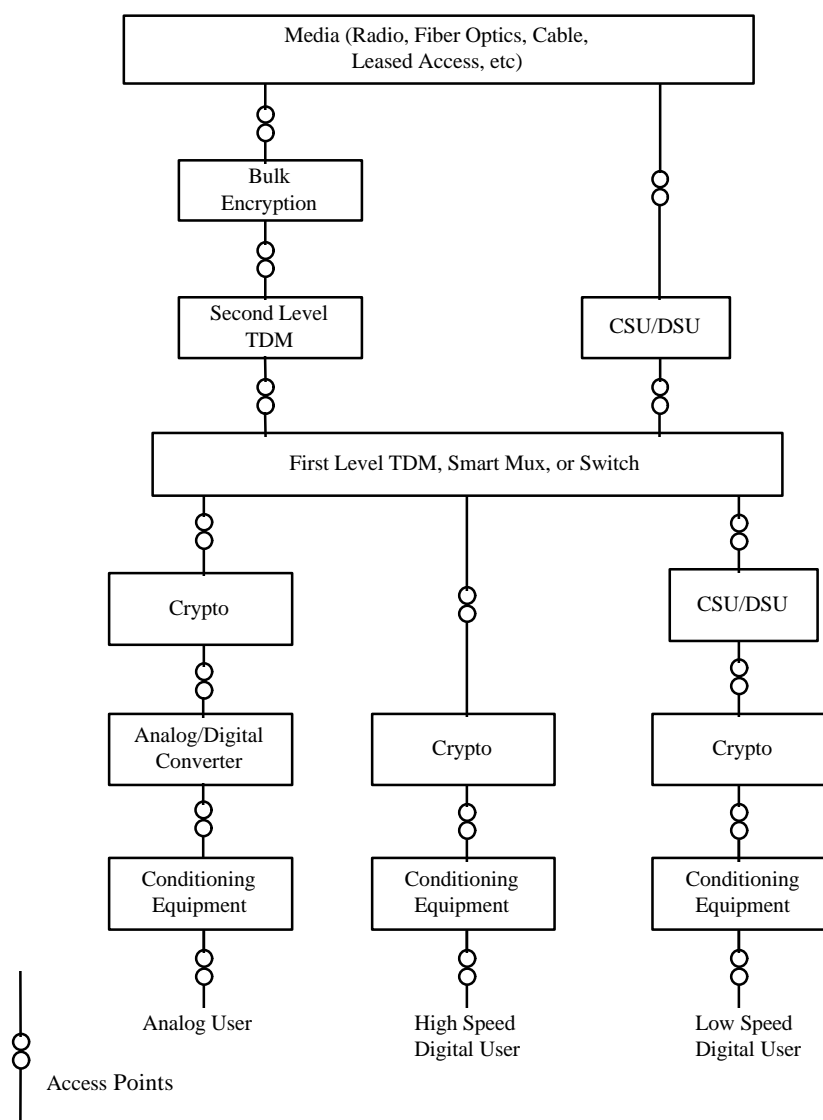 Media (Radio, Fiber Optics, Cable,
Leased Access, etc)
Bulk
Encryption
Second Level
TDM
CSU/DSU
First Level TDM, Smart Mux, or Switch
Crypto
CSU/DSU
Analog/Digital
Converter
Crypto
Crypto
Conditioning
Equipment
Conditioning
Equipment
Conditioning
Equipment
Analog User
High Speed
Digital User
Low Speed
Digital User
Access Points